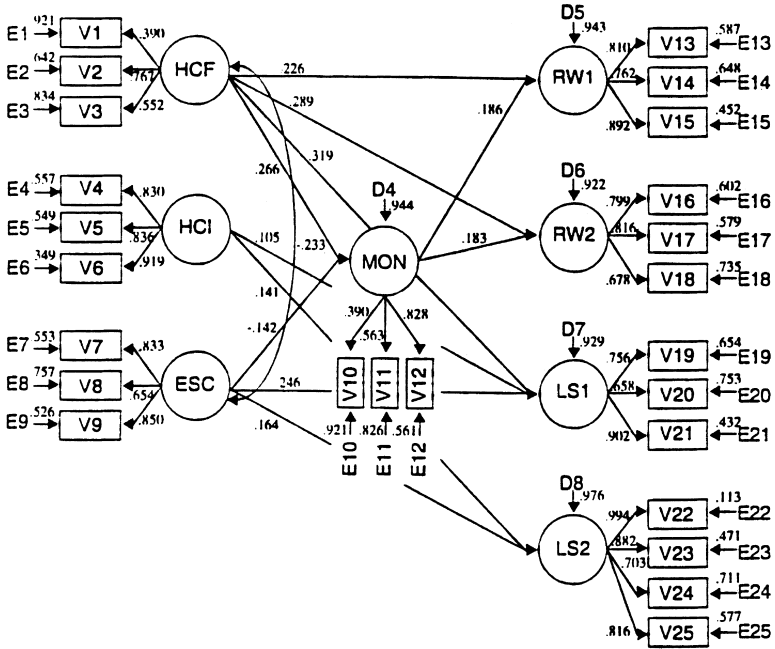 E1 .921 V1 .390
E2 .642 V2 .767
E3 .834 V3 .552
HCF
E4 .557 V4 .830
E5 .549 V5 .836
E6 .349 V6 .919
HCI
E7 .553 V7 .833
E8 .757 V8 .654
E9 .526 V9 .850
ESC
.226
.289
.319
.266
.105
-.233
.141
-.142
.246
.164
.186
.183
D4
.944
MON
.390 .563 .828
V10 V11 V12
.921 .826 .561
E10 E11 E12
D5
.943
RW1
.810 V13 .587 E13
.762 V14 .648 E14
.892 V15 .452 E15
D6
.922
RW2
.799 V16 .602 E16
.816 V17 .579 E17
.678 V18 .735 E18
D7
.929
LS1
.756 V19 .654 E19
.658 V20 .753 E20
.902 V21 .432 E21
D8
.976
LS2
.994 V22 .113 E22
.882 V23 .471 E23
.703 V24 .711 E24
.816 V25 .577 E25